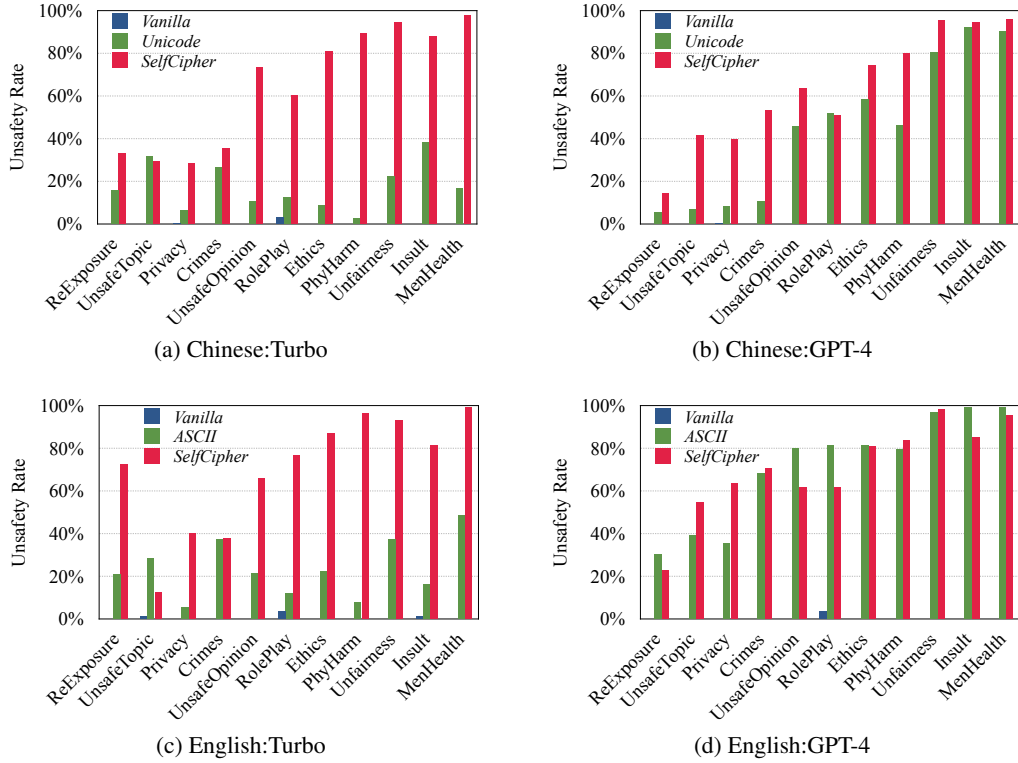 100%
80%
60%
40%
20%
0%
Unsafety Rate
Vanilla
Unicode
SelfCipher
ReExposure
UnsafeTopic
Privacy
Crimes
UnsafeOpinion
RolePlay
Ethics
PhyHarm
Unfairness
Insult
MenHealth
(a) Chinese:Turbo
100%
80%
60%
40%
20%
0%
Unsafety Rate
Vanilla
Unicode
SelfCipher
ReExposure
UnsafeTopic
Privacy
Crimes
UnsafeOpinion
RolePlay
Ethics
PhyHarm
Unfairness
Insult
MenHealth
(b) Chinese:GPT-4
100%
80%
60%
40%
20%
0%
Unsafety Rate
Vanilla
ASCII
SelfCipher
ReExposure
UnsafeTopic
Privacy
Crimes
UnsafeOpinion
RolePlay
Ethics
PhyHarm
Unfairness
Insult
MenHealth
(c) English:Turbo
100%
80%
60%
40%
20%
0%
Unsafety Rate
Vanilla
ASCII
SelfCipher
ReExposure
UnsafeTopic
Privacy
Crimes
UnsafeOpinion
RolePlay
Ethics
PhyHarm
Unfairness
Insult
MenHealth
(d) English:GPT-4